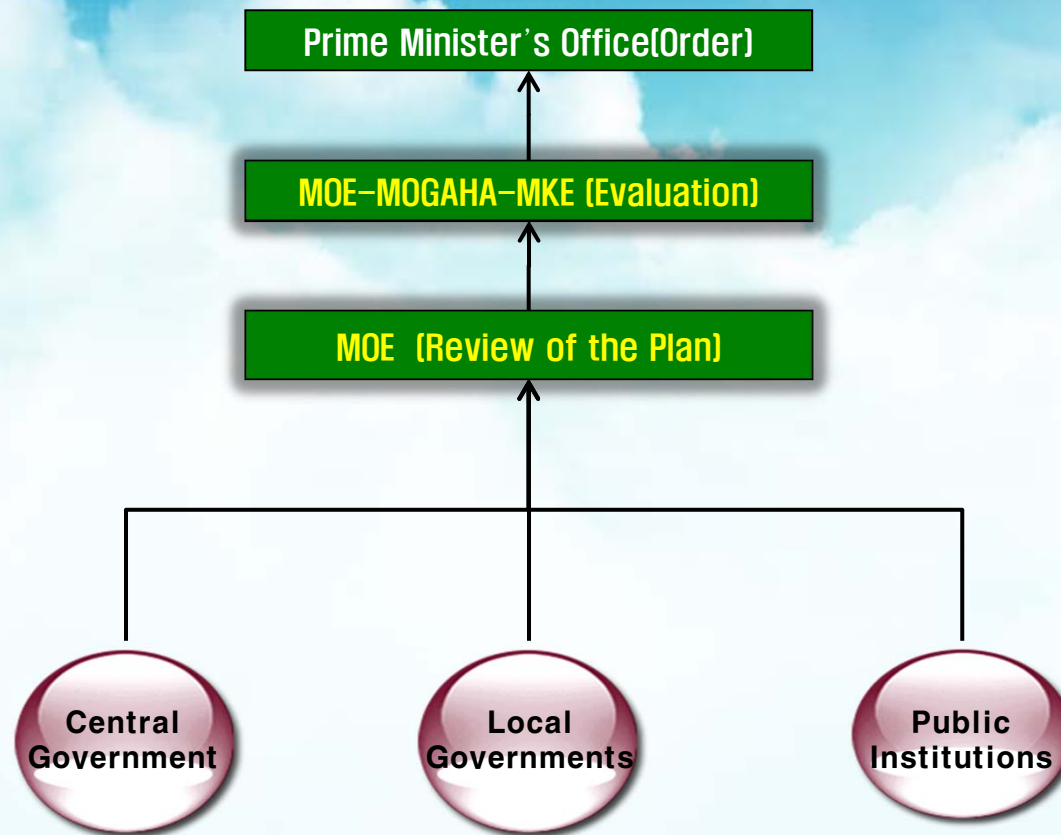 Prime Minister's Office(Order)
MOE-MOGAHA-MKE (Evaluation)
MOE (Review of the Plan)
Central
Government
Local
Governments
Public
Institutions